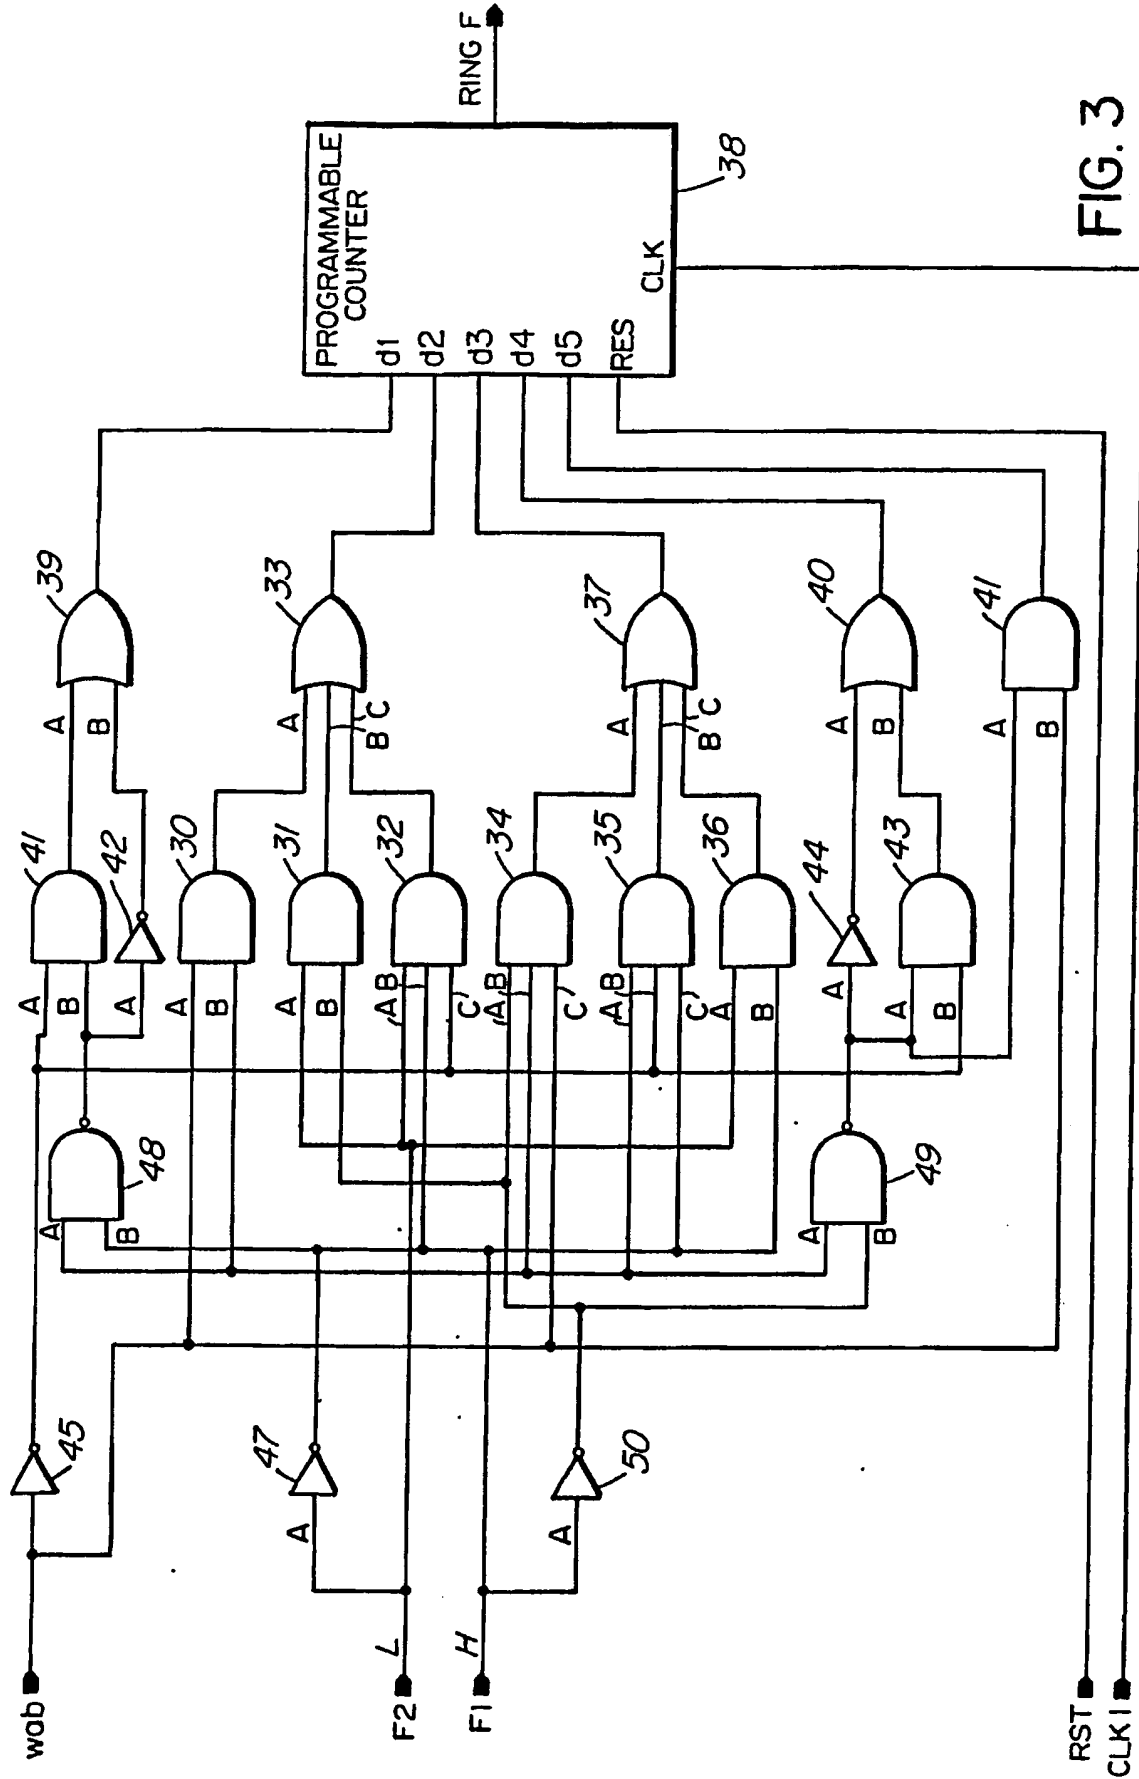 wab
45
A
B
48
A
B
41
A
42
A
B
39
A
B
30
A
B
31
A
B
32
A
B
C
33
A
B
C
47
A
F2
L
F1
H
A
50
34
A
B
C
35
A
B
C
36
A
B
37
A
B
C
49
A
B
44
A
43
A
B
40
A
B
41
A
B
PROGRAMMABLE
COUNTER
d1
d2
d3
d4
d5
RES
CLK
RING F
38
RST
CLK1
FIG. 3